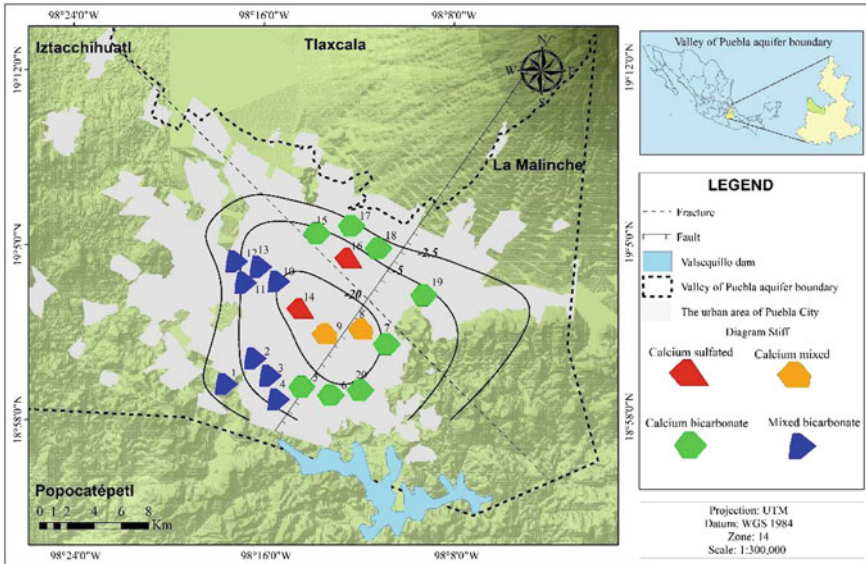 98°24'0"W 98°16'0"W 98°8'0"W
Iztacchihuatl
Tlaxcala
N
W E
S
19°12'0"N
19°12'0"N
La Malinche
17
15
18
-2.5
16
19°5'0"N
19°5'0"N
12 13
-5
10
19
11
-20
14
8
9
7
2
3
1
5
20
4
6
18°58'0"N
18°58'0"N
Popocatépetl
0 1 2 4 6 8
Km
98°24'0"W 98°16'0"W 98°8'0"W
Valley of Puebla aquifer boundary
LEGEND
Fracture
Fault
Valsequillo dam
Valley of Puebla aquifer boundary
The urban area of Puebla City
Diagram Stiff
Calcium sulfated Calcium mixed
Calcium bicarbonate Mixed bicarbonate
Projection: UTM
Datum: WGS 1984
Zone: 14
Scale: 1:300,000